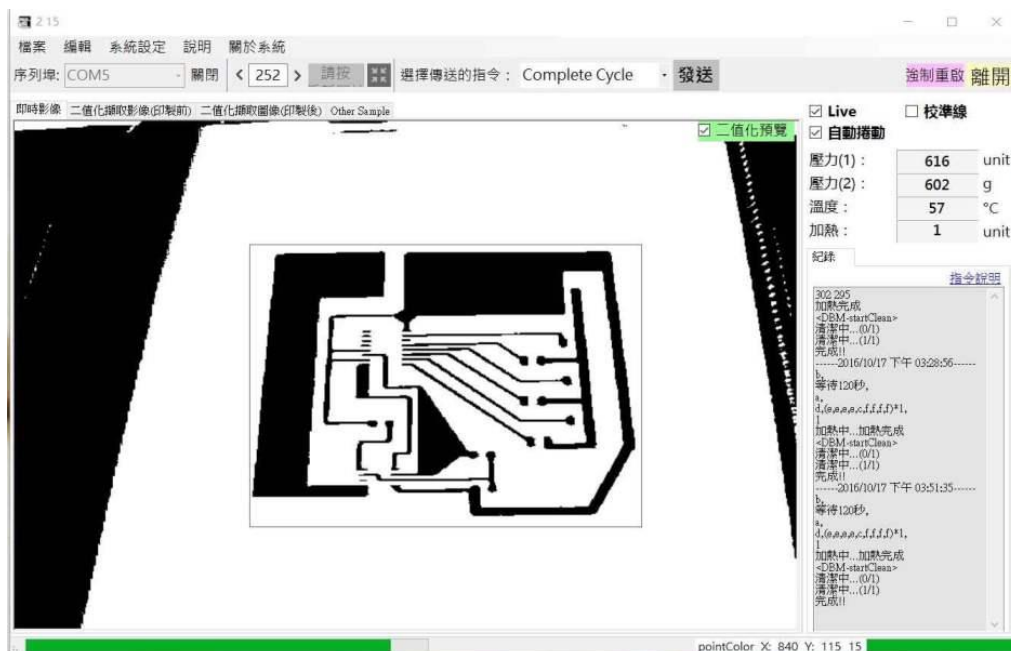 2 15
檔案 編輯 系統設定 說明 關於系統
序列埠: COM5 關閉 < 252 > 請按 選擇傳送的指令： Complete Cycle 發送 強制重啟 離開
即時影像 二值化擷取影像(印製前) 二值化擷取圖像(印製後) Other Sample
二值化預覽
Live 校準線
自動捲動
壓力(1)： 616 unit
壓力(2)： 602 g
溫度： 57 °C
加熱： 1 unit
紀錄
指令說明
302 295
加熱完成
<DBM-startClean>
清潔中...(0/1)
清潔中...(1/1)
完成!!
------2016/10/17 下午 03:28:56------
b,
等待120秒,
a,
d,(e,e,e,e,c,f,f,f,f)*1,
1
加熱中...加熱完成
<DBM-startClean>
清潔中...(0/1)
清潔中...(1/1)
完成!!
------2016/10/17 下午 03:51:35------
b,
等待120秒,
a,
d,(e,e,e,e,c,f,f,f,f)*1,
1
加熱中...加熱完成
<DBM-startClean>
清潔中...(0/1)
清潔中...(1/1)
完成!!
pointColor X: 840 Y: 115 15